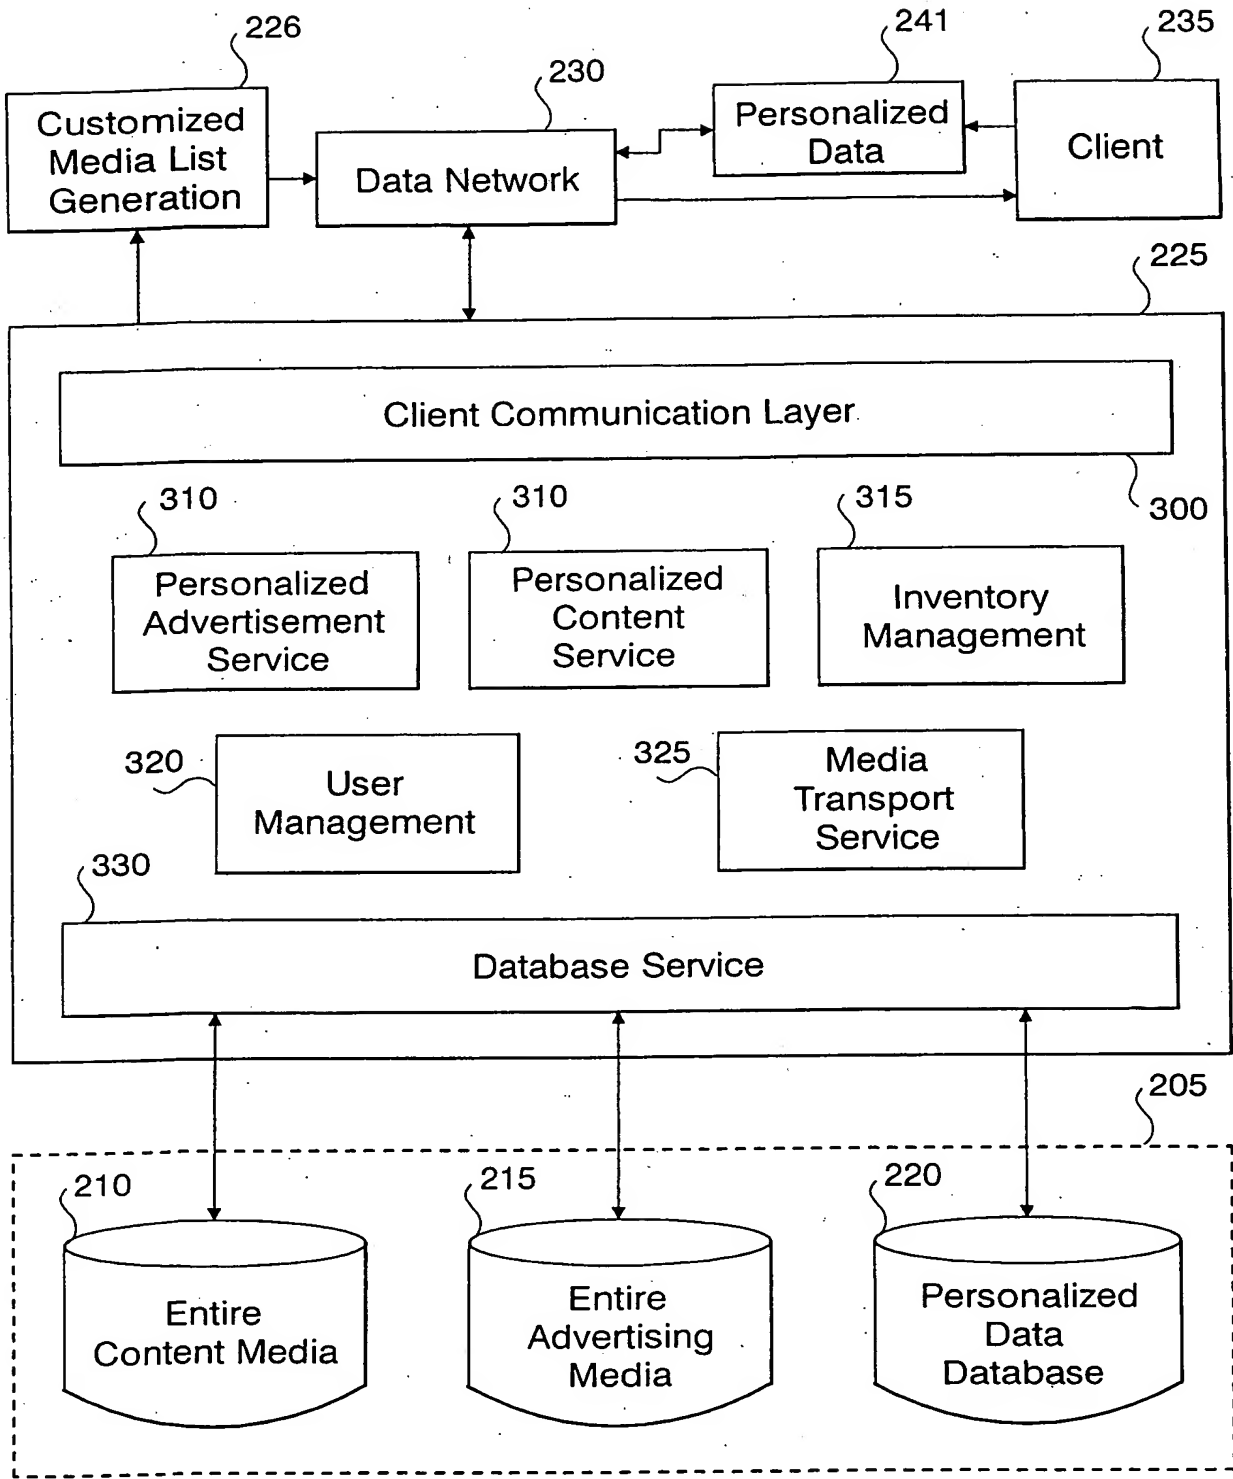 226
241
235
230
Customized
Media List
Generation
Data Network
Personalized
Data
Client
225
Client Communication Layer
300
310
310
315
Personalized
Advertisement
Service
Personalized
Content
Service
Inventory
Management
320
User
Management
325
Media
Transport
Service
330
Database Service
205
210
215
220
Entire
Content Media
Entire
Advertising
Media
Personalized
Data
Database